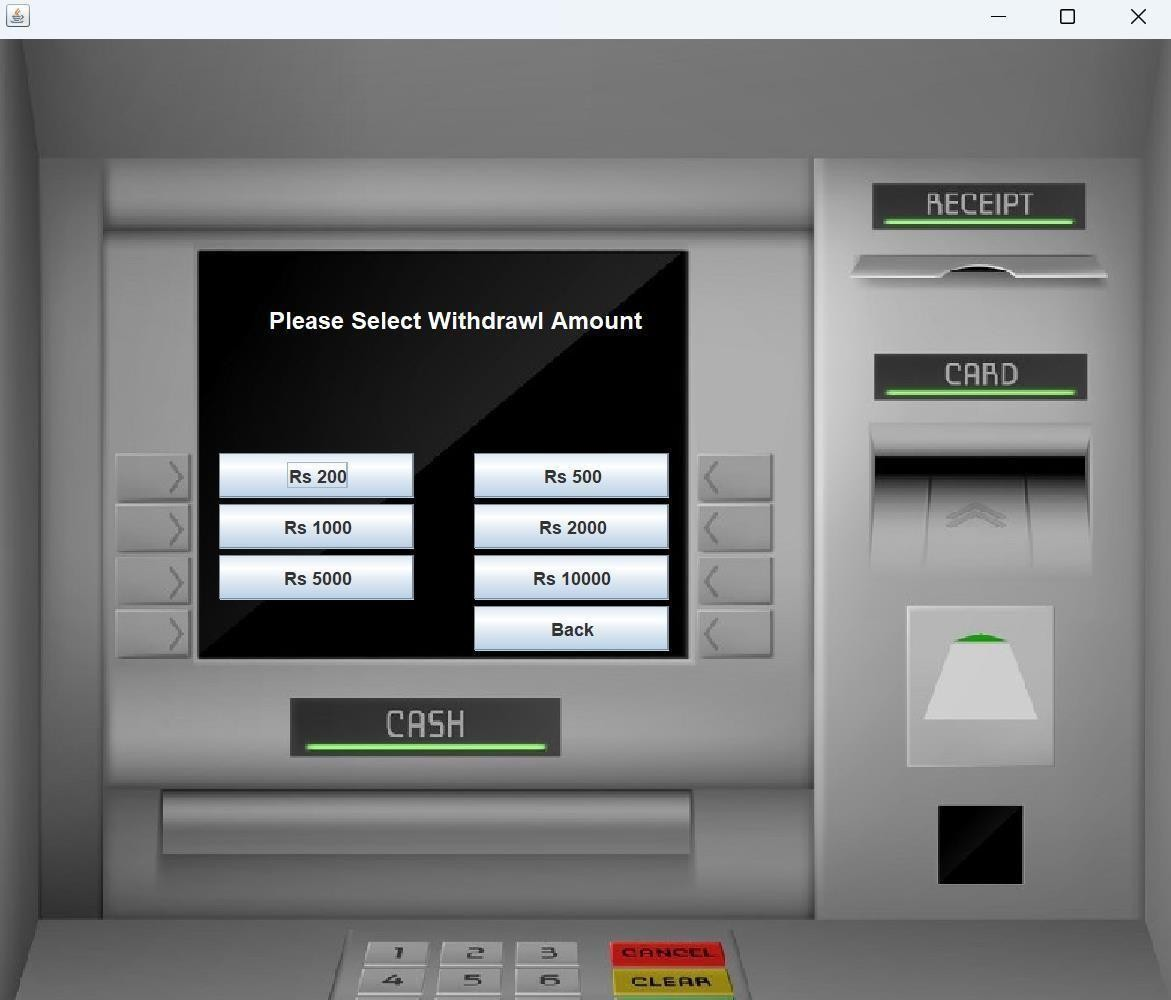 RECEIPT
Please Select Withdrawl Amount
CARD
Rs 200 Rs 500
Rs 1000 Rs 2000
Rs 5000 Rs 10000
Back
CASH
1 2 3 CANCEL
4 5 6 CLEAR